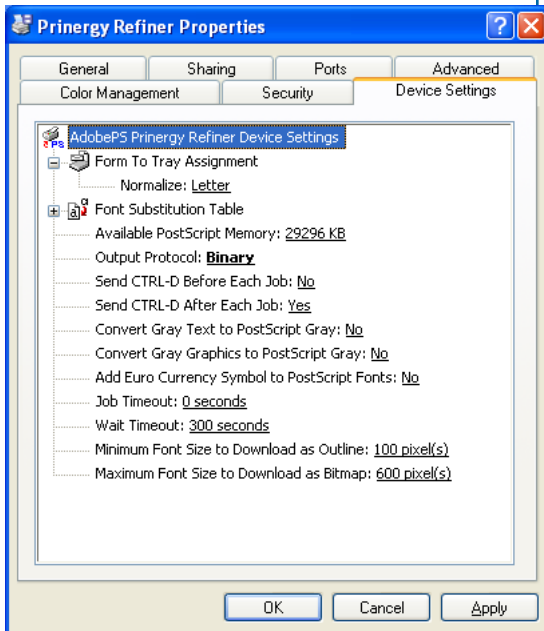 Prinergy Refiner Properties
General Sharing Ports Advanced
Color Management Security Device Settings
AdobePS Prinergy Refiner Device Settings
Form To Tray Assignment
Normalize: Letter
Font Substitution Table
Available PostScript Memory: 29296 KB
Output Protocol: Binary
Send CTRL-D Before Each Job: No
Send CTRL-D After Each Job: Yes
Convert Gray Text to PostScript Gray: No
Convert Gray Graphics to PostScript Gray: No
Add Euro Currency Symbol to PostScript Fonts: No
Job Timeout: 0 seconds
Wait Timeout: 300 seconds
Minimum Font Size to Download as Outline: 100 pixel(s)
Maximum Font Size to Download as Bitmap: 600 pixel(s)
OK Cancel Apply